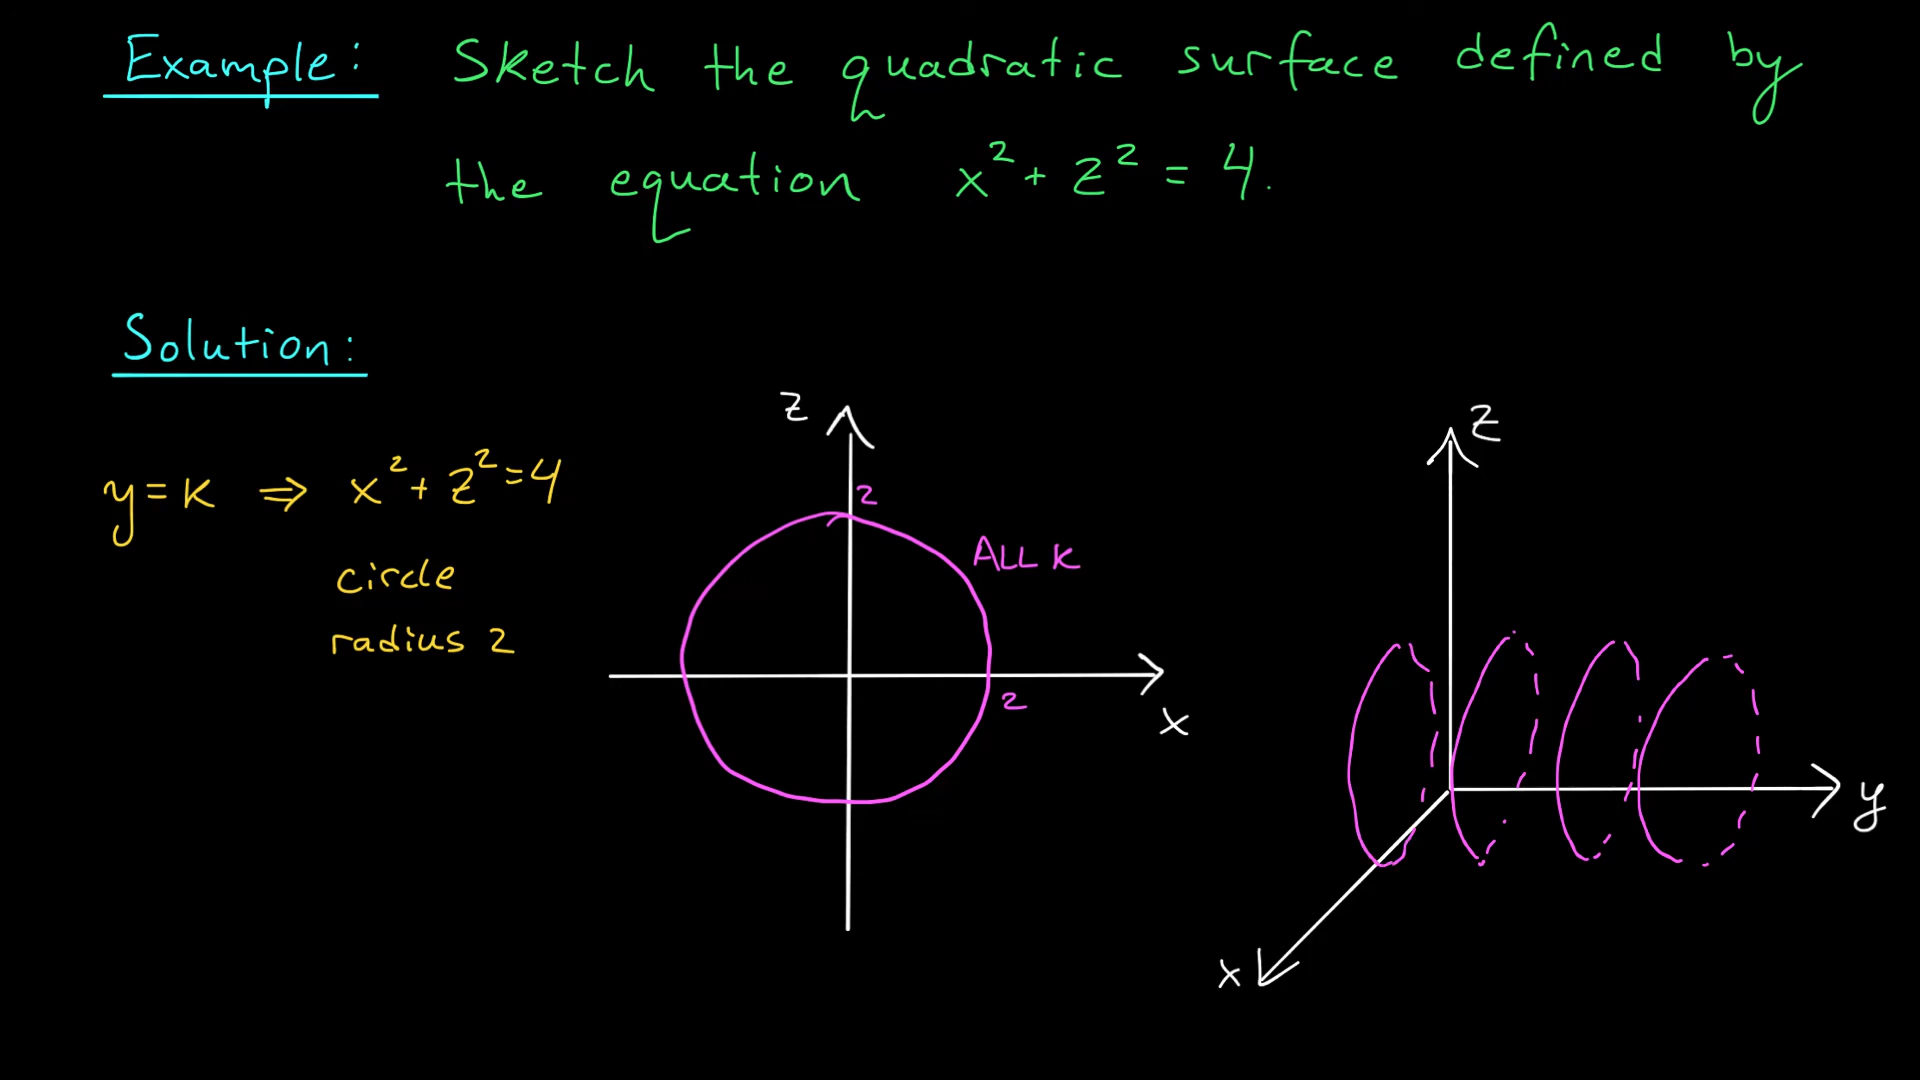 Example: Sketch the quadratic surface defined by
the equation x² + z² = 4.
Solution:
y = K ⇒ x² + z² = 4
circle
radius 2
z
2
ALL K
2
x
z
y
x